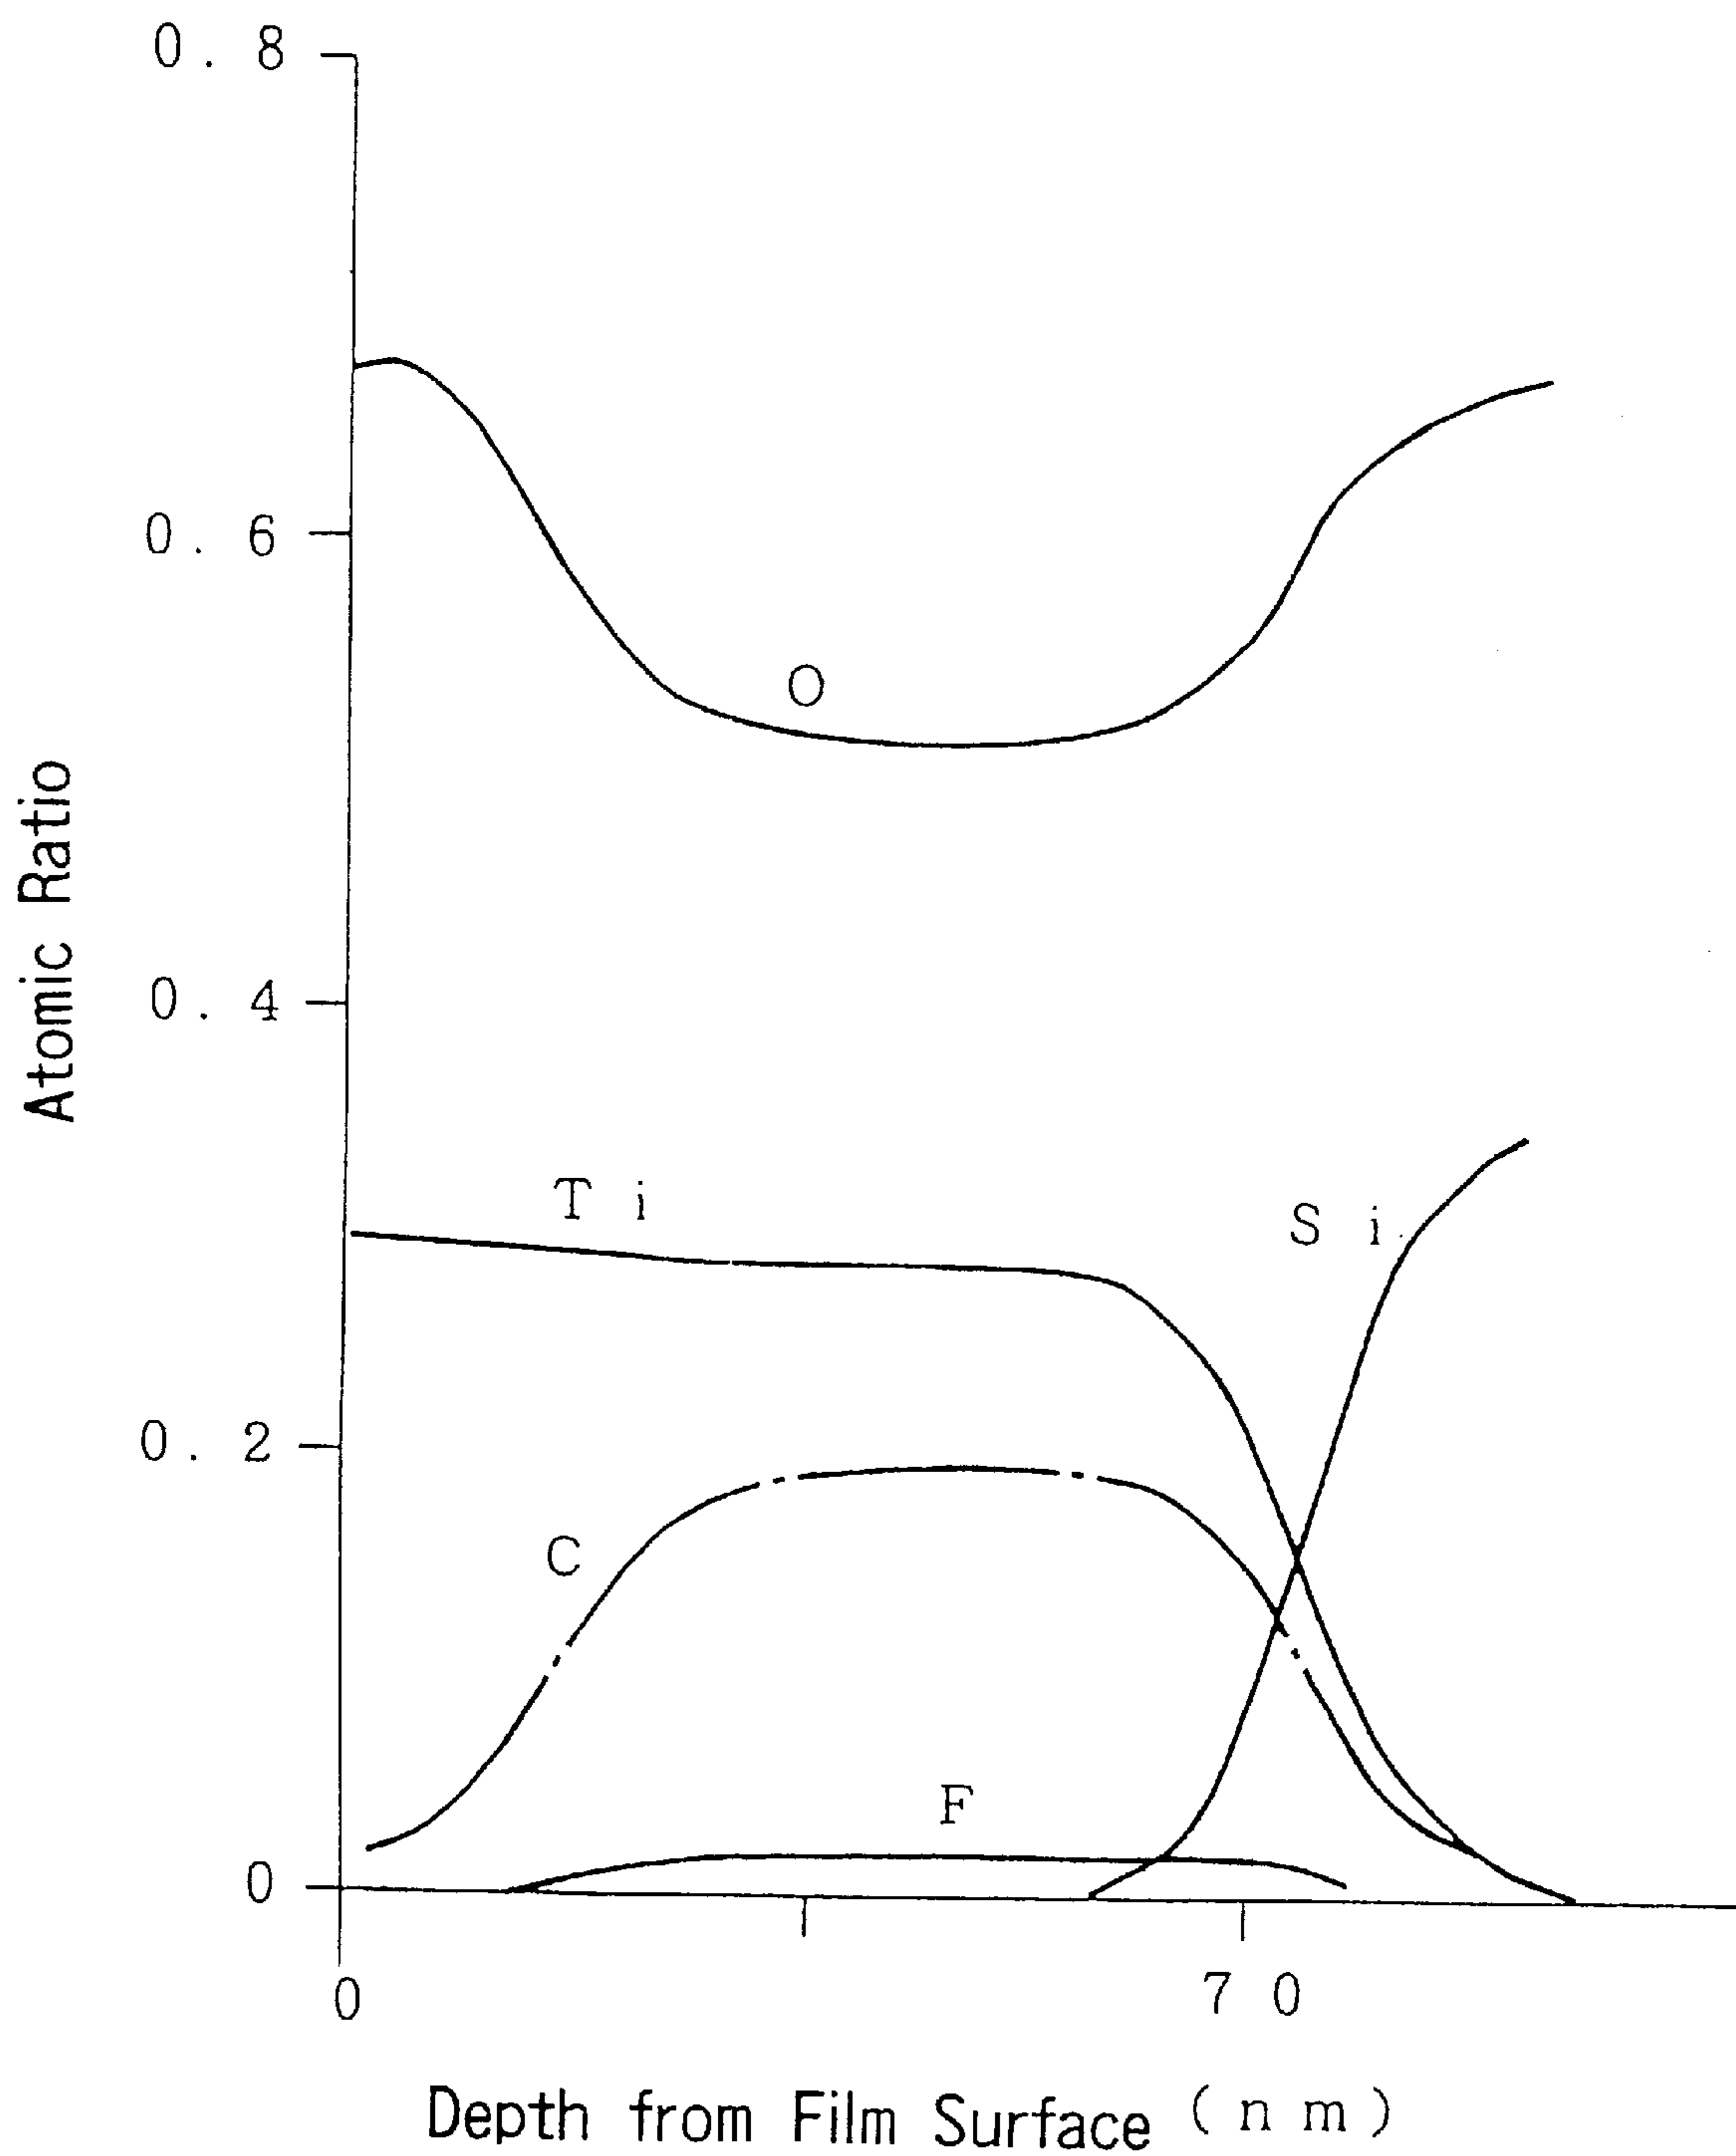 0.8
0.6
0.4
0.2
0
Atomic Ratio
O
Ti
Si
C
F
0
70
Depth from Film Surface (nm)